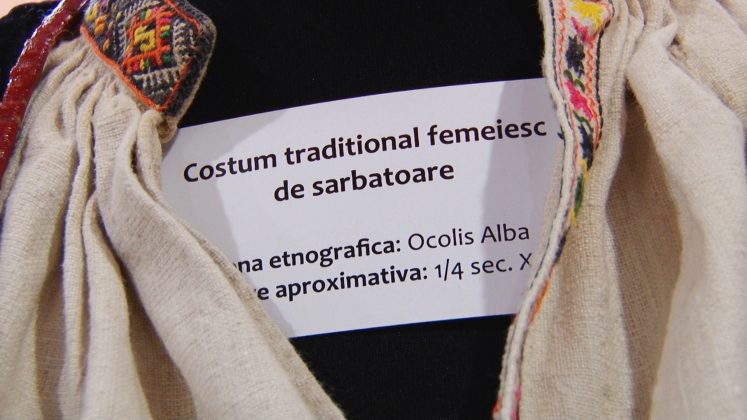 Costum traditional femeiesc
de sarbatoare
etnografica: Ocolis Alba
aproximativa: 1/4 sec.